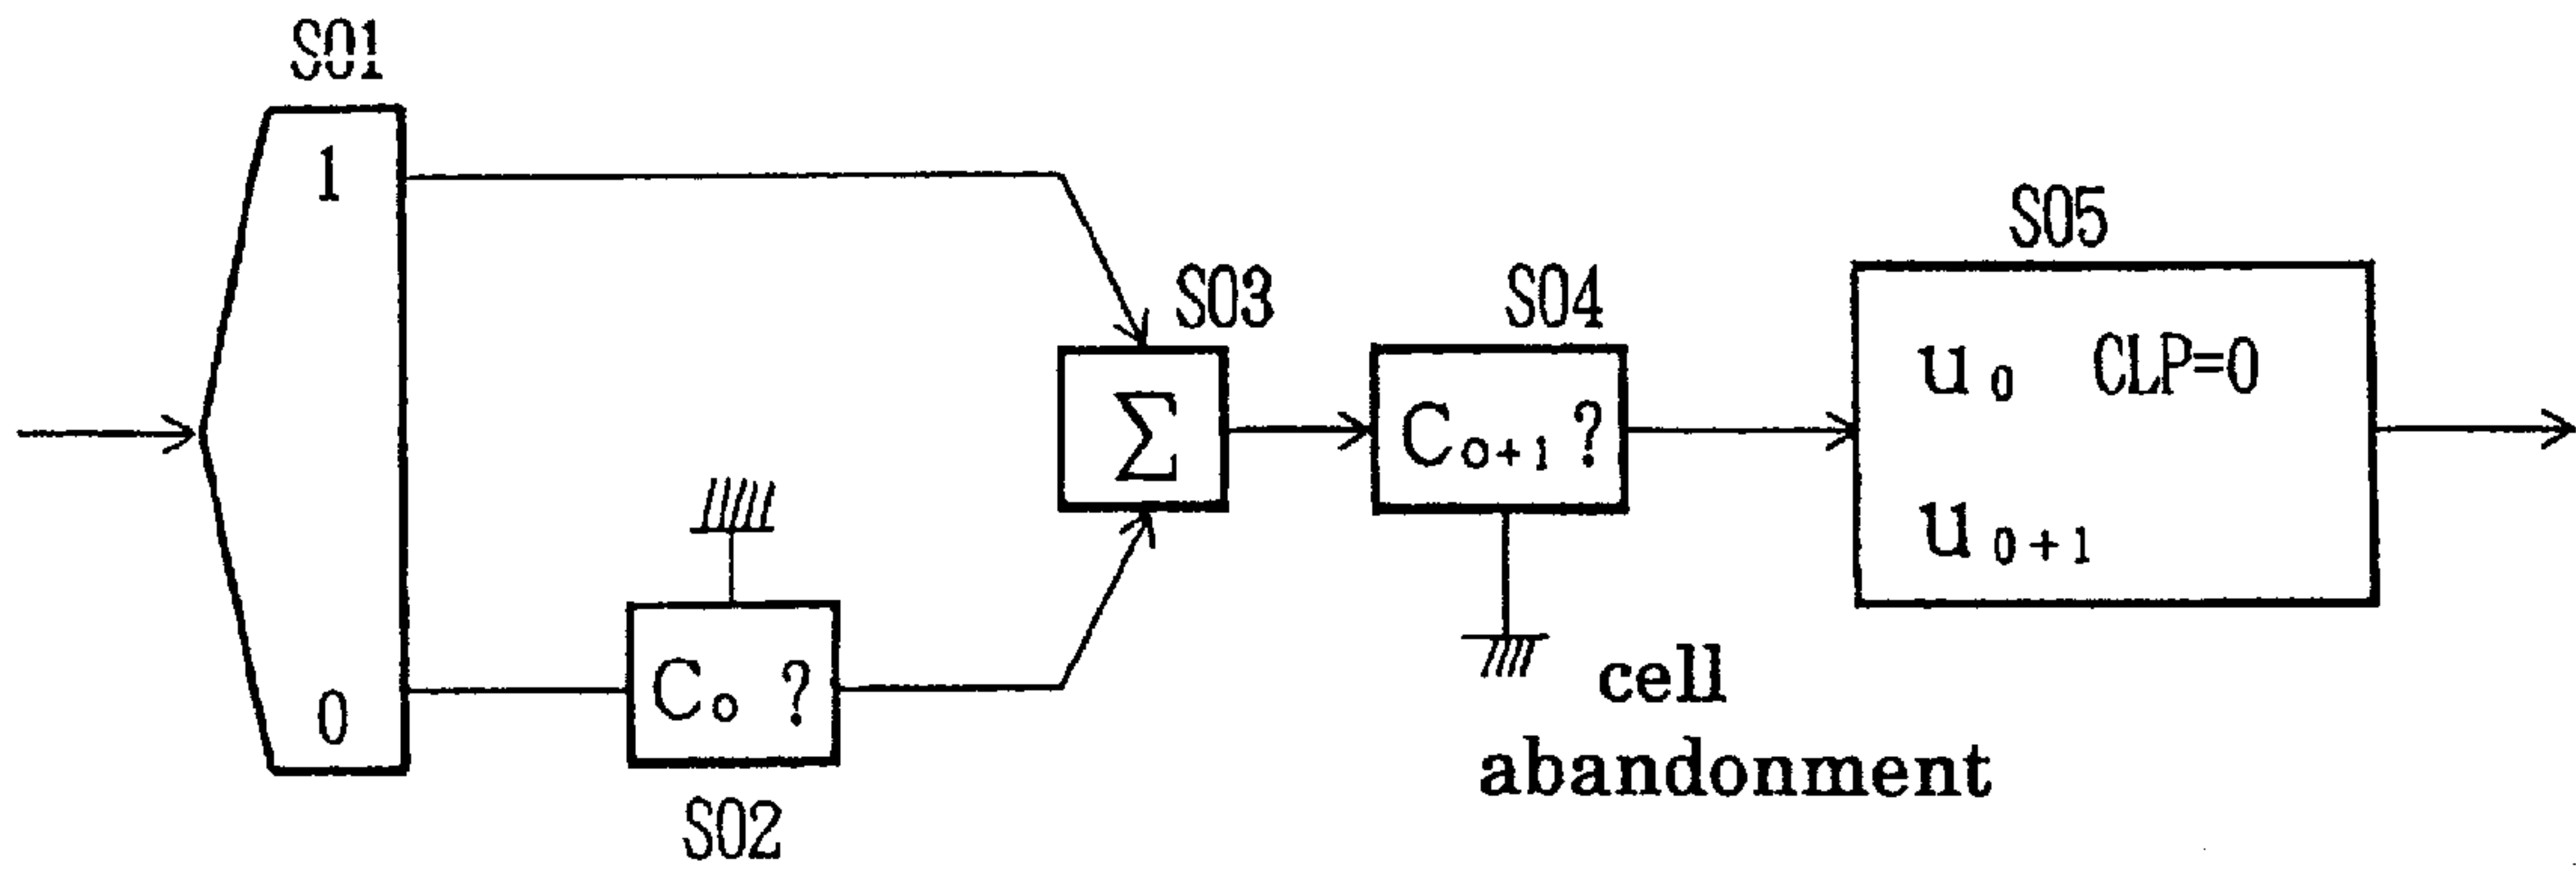 S01
1
0
C₀ ?
S02
S03
Σ
S04
C₀₊₁ ?
cell
abandonment
S05
u₀ CLP=0
u₀₊₁